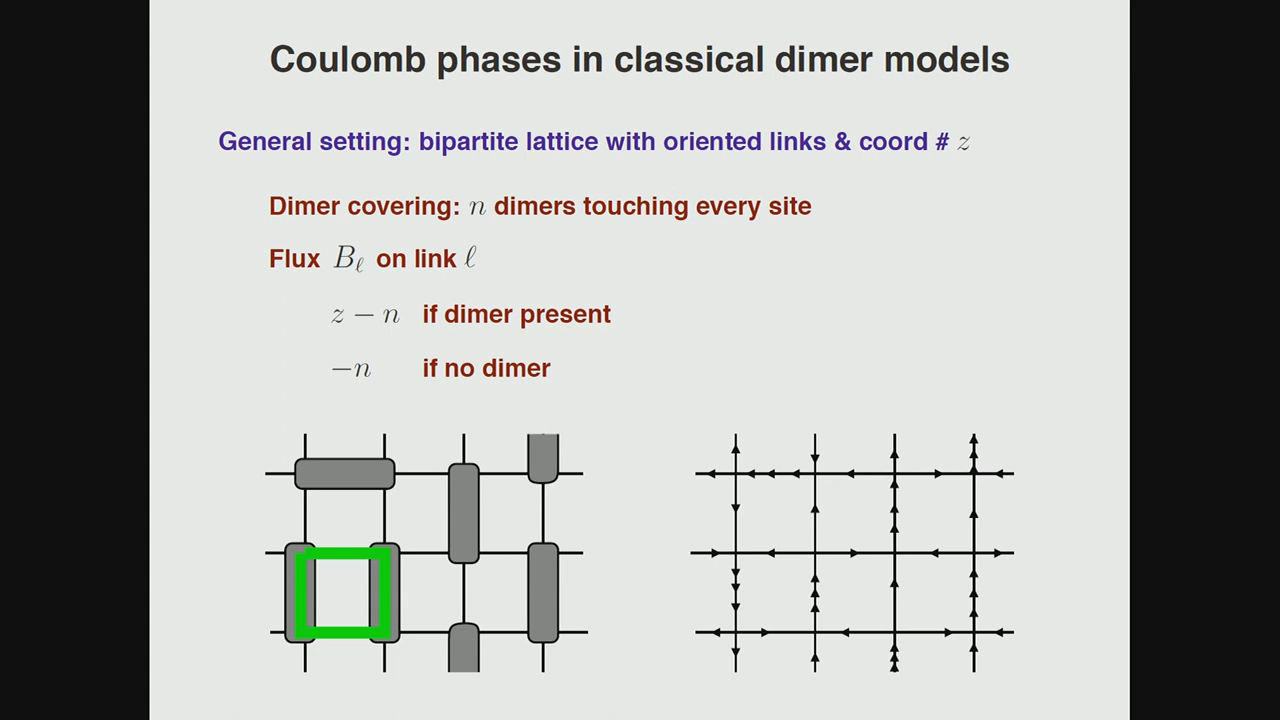 Coulomb phases in classical dimer models
General setting: bipartite lattice with oriented links & coord # z
Dimer covering: n dimers touching every site
Flux B_ℓ on link ℓ
z − n if dimer present
−n if no dimer